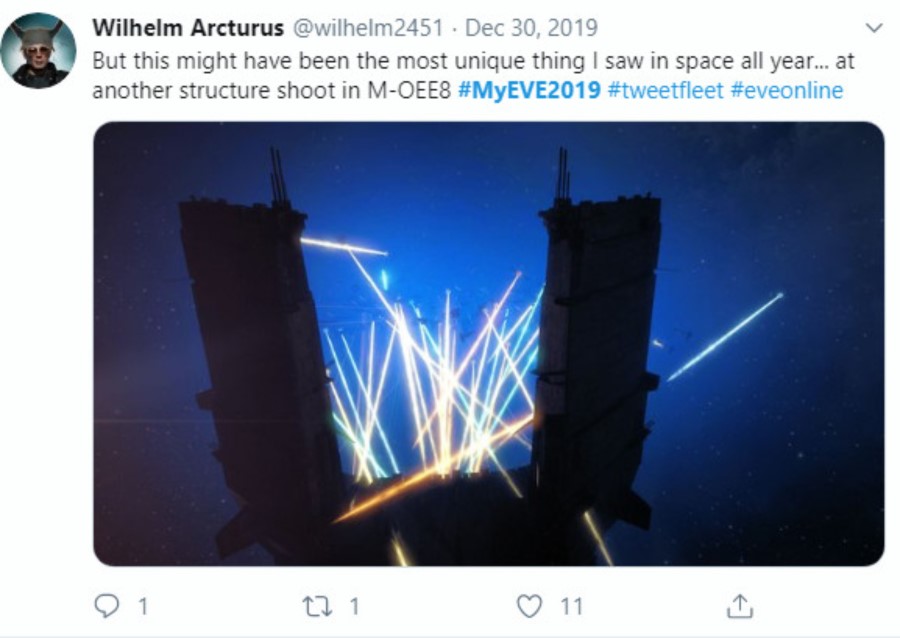 Wilhelm Arcturus @wilhelm2451 · Dec 30, 2019
But this might have been the most unique thing I saw in space all year... at
another structure shoot in M-OEE8 #MyEVE2019 #tweetfleet #eveonline
1 1 11